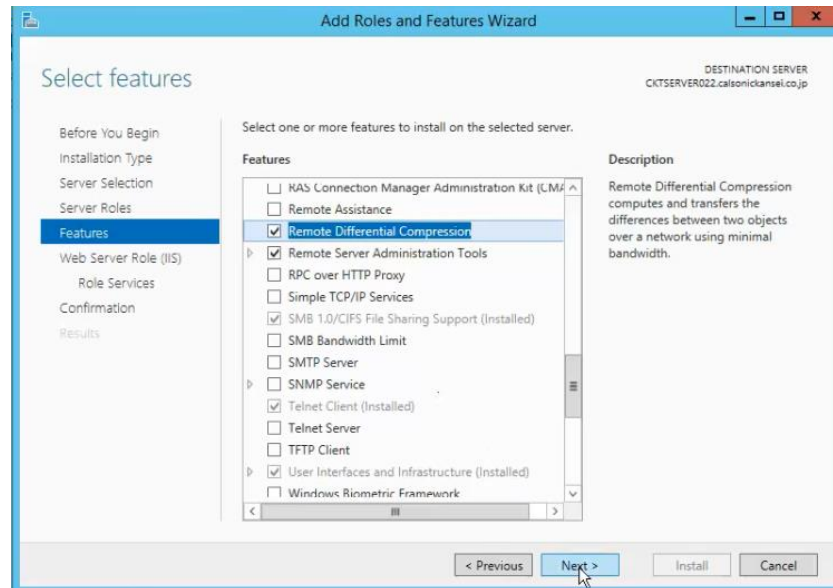 Add Roles and Features Wizard
Select features
DESTINATION SERVER
CKTSERVER022.calsonickansei.co.jp
Before You Begin
Installation Type
Server Selection
Server Roles
Features
Web Server Role (IIS)
Role Services
Confirmation
Results
Select one or more features to install on the selected server.
Features
RAS Connection Manager Administration Kit (CMA
Remote Assistance
Remote Differential Compression
Remote Server Administration Tools
RPC over HTTP Proxy
Simple TCP/IP Services
SMB 1.0/CIFS File Sharing Support (Installed)
SMB Bandwidth Limit
SMTP Server
SNMP Service
Telnet Client (Installed)
Telnet Server
TFTP Client
User Interfaces and Infrastructure (Installed)
Windows Biometric Framework
Description
Remote Differential Compression
computes and transfers the
differences between two objects
over a network using minimal
bandwidth.
< Previous
Next >
Install
Cancel